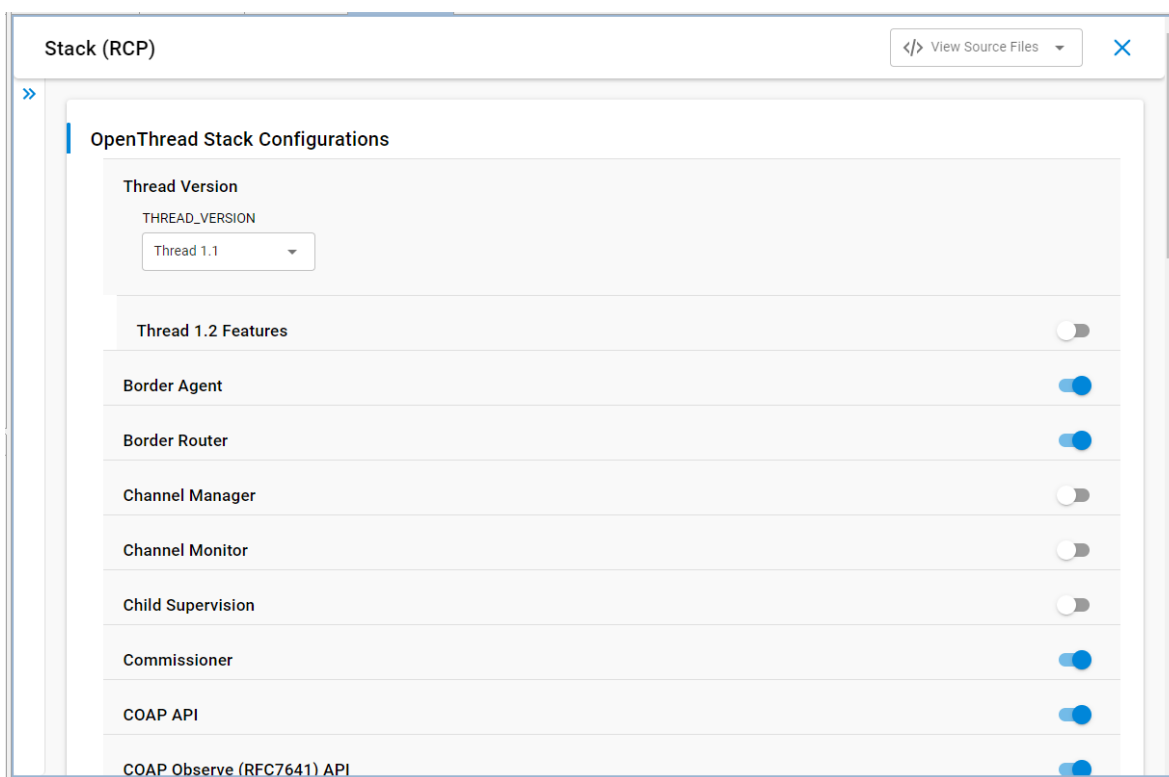 Stack (RCP)
</> View Source Files
OpenThread Stack Configurations
Thread Version
THREAD_VERSION
Thread 1.1
Thread 1.2 Features
Border Agent
Border Router
Channel Manager
Channel Monitor
Child Supervision
Commissioner
COAP API
COAP Observe (RFC7641) API